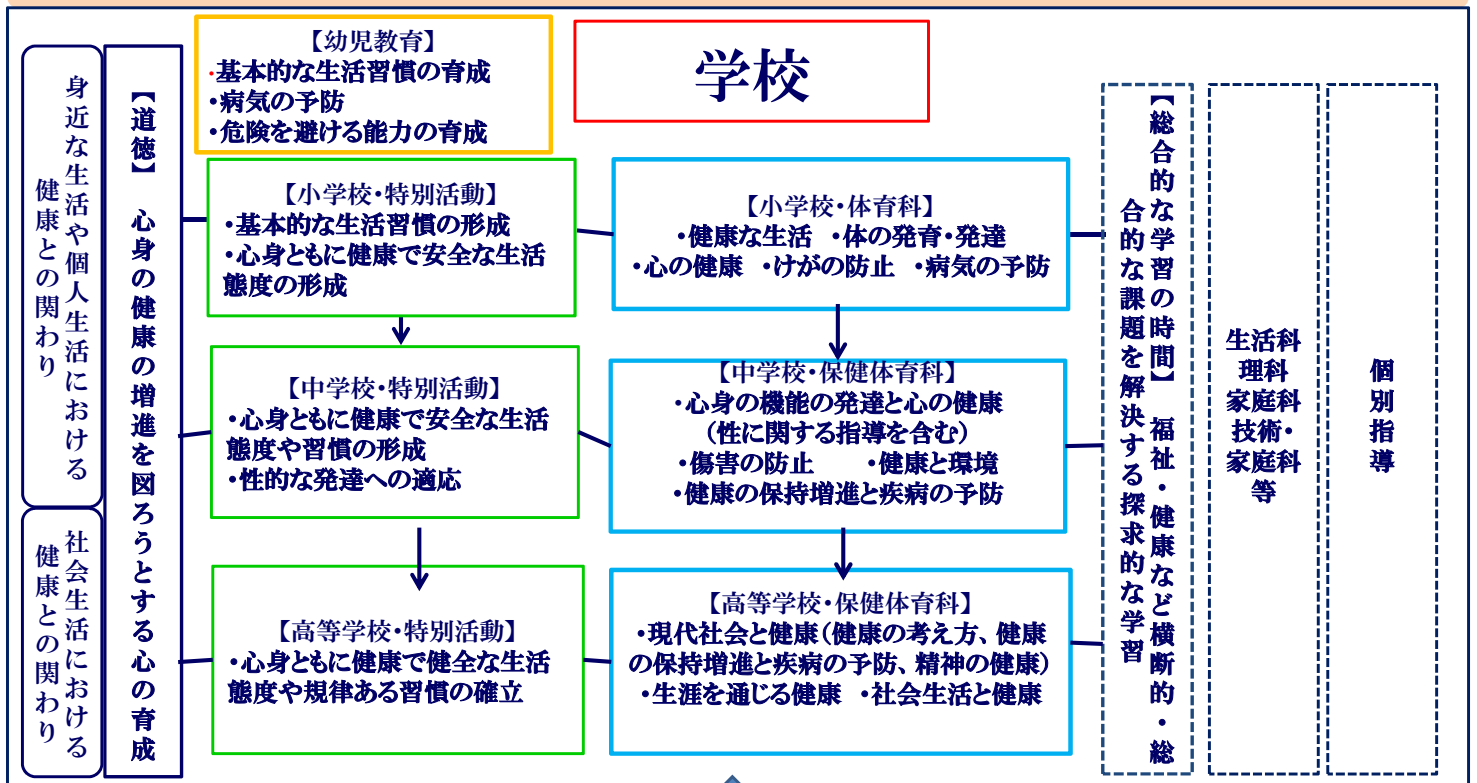 学校
【幼児教育】
・基本的な生活習慣の育成
・病気の予防
・危険を避ける能力の育成
身近な生活や個人生活における
健康との関わり
社会生活における
健康との関わり
【道徳】　心身の健康の増進を図ろうとする心の育成
【小学校・特別活動】
・基本的な生活習慣の形成
・心身ともに健康で安全な生活
態度の形成
【小学校・体育科】
・健康な生活　・体の発育・発達
・心の健康　・けがの防止　・病気の予防
【中学校・特別活動】
・心身ともに健康で安全な生活
態度や習慣の形成
・性的な発達への適応
【中学校・保健体育科】
・心身の機能の発達と心の健康
（性に関する指導を含む）
・傷害の防止　　・健康と環境
・健康の保持増進と疾病の予防
【高等学校・特別活動】
・心身ともに健康で健全な生活
態度や規律ある習慣の確立
【高等学校・保健体育科】
・現代社会と健康（健康の考え方、健康
の保持増進と疾病の予防、精神の健康）
・生涯を通じる健康　・社会生活と健康
【総合的な学習の時間】　福祉・健康など横断的・総
合的な課題を解決する探求的な学習
生活科
理科
家庭科
技術・
家庭科
等
個別指導